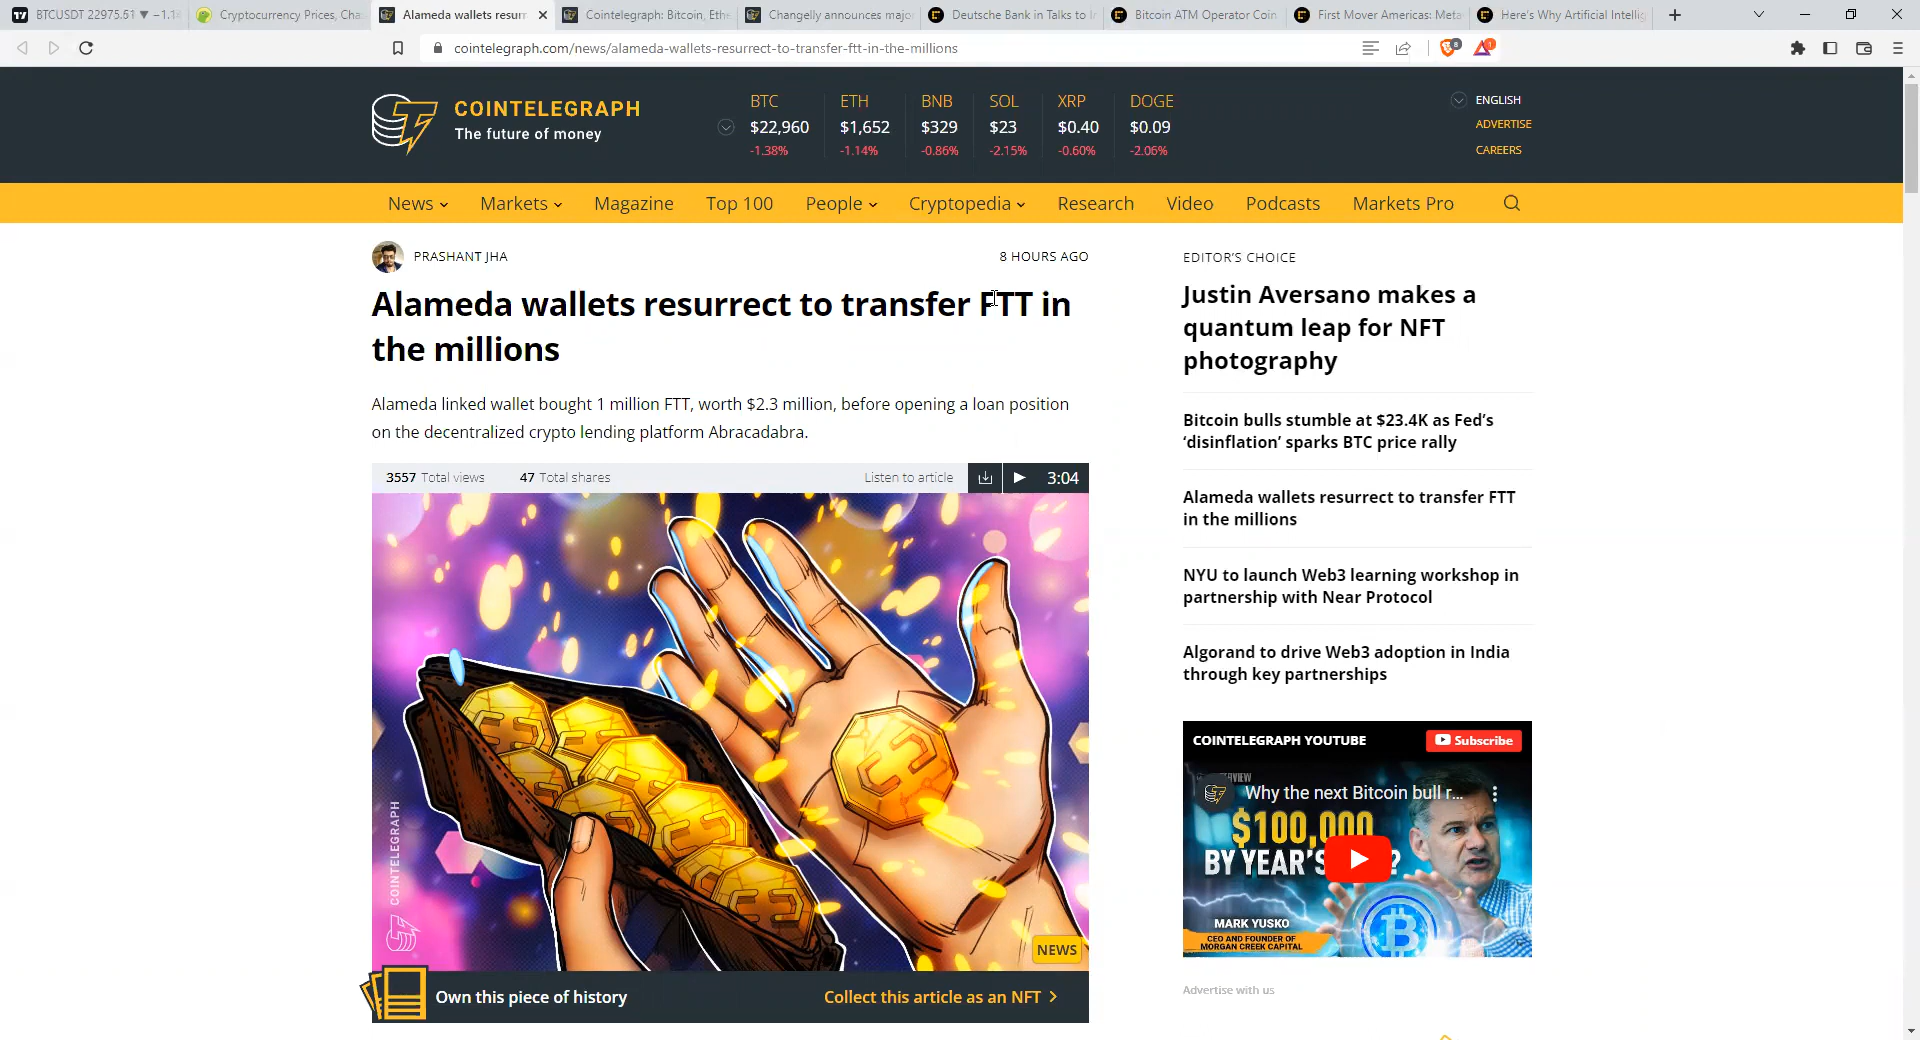 BTCUSDT 22975.51 ▼ −1.1
Cryptocurrency Prices, Cha
Alameda wallets resurr
Cointelegraph: Bitcoin, Eth
Changelly announces major
Deutsche Bank in Talks to I
Bitcoin ATM Operator Coin
First Mover Americas: Meta
Here's Why Artificial Intellig
cointelegraph.com/news/alameda-wallets-resurrect-to-transfer-ftt-in-the-millions
8
1
COINTELEGRAPH
The future of money
BTC ETH BNB SOL XRP DOGE
$22,960 $1,652 $329 $23 $0.40 $0.09
-1.38% -1.14% -0.86% -2.15% -0.60% -2.06%
ENGLISH
ADVERTISE
CAREERS
News Markets Magazine Top 100 People Cryptopedia Research Video Podcasts Markets Pro
PRASHANT JHA
8 HOURS AGO
Alameda wallets resurrect to transfer FTT in
the millions
Alameda linked wallet bought 1 million FTT, worth $2.3 million, before opening a loan position
on the decentralized crypto lending platform Abracadabra.
3557 Total views 47 Total shares Listen to article 3:04
COINTELEGRAPH
NEWS
Own this piece of history
Collect this article as an NFT
EDITOR'S CHOICE
Justin Aversano makes a
quantum leap for NFT
photography
Bitcoin bulls stumble at $23.4K as Fed's
‘disinflation’ sparks BTC price rally
Alameda wallets resurrect to transfer FTT
in the millions
NYU to launch Web3 learning workshop in
partnership with Near Protocol
Algorand to drive Web3 adoption in India
through key partnerships
COINTELEGRAPH YOUTUBE
Subscribe
Why the next Bitcoin bull r...
$100,000
BY YEAR'S ?
MARK YUSKO
CEO AND FOUNDER OF
MORGAN CREEK CAPITAL
Advertise with us